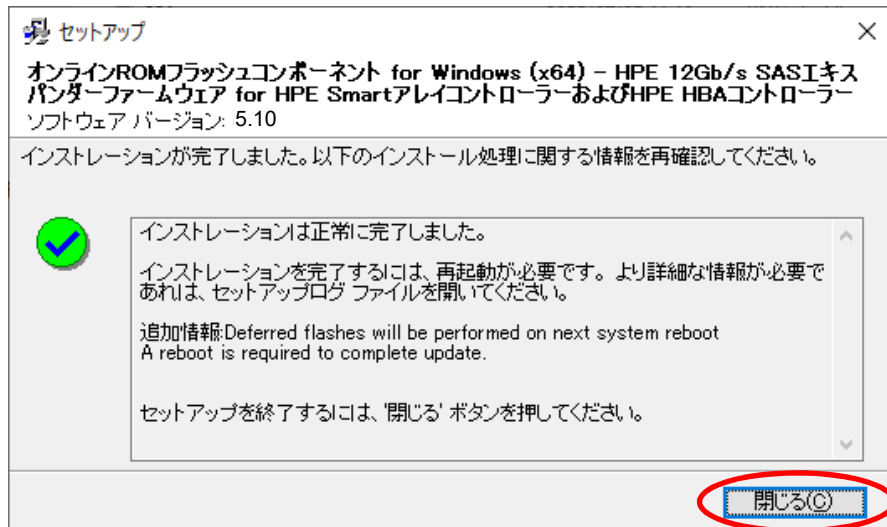 セットアップ
オンラインROMフラッシュコンポーネント for Windows (x64) – HPE 12Gb/s SASエキス
パンダーファームウェア for HPE SmartアレイコントローラーおよびHPE HBAコントローラー
ソフトウェア バージョン: 5.10
インストレーションが完了しました。以下のインストール処理に関する情報を再確認してください。
インストレーションは正常に完了しました。
インストレーションを完了するには、再起動が必要です。より詳細な情報が必要で
あれは、セットアップログ ファイルを開いてください。
追加情報:Deferred flashes will be performed on next system reboot
A reboot is required to complete update.
セットアップを終了するには、'閉じる' ボタンを押してください。
閉じる(C)